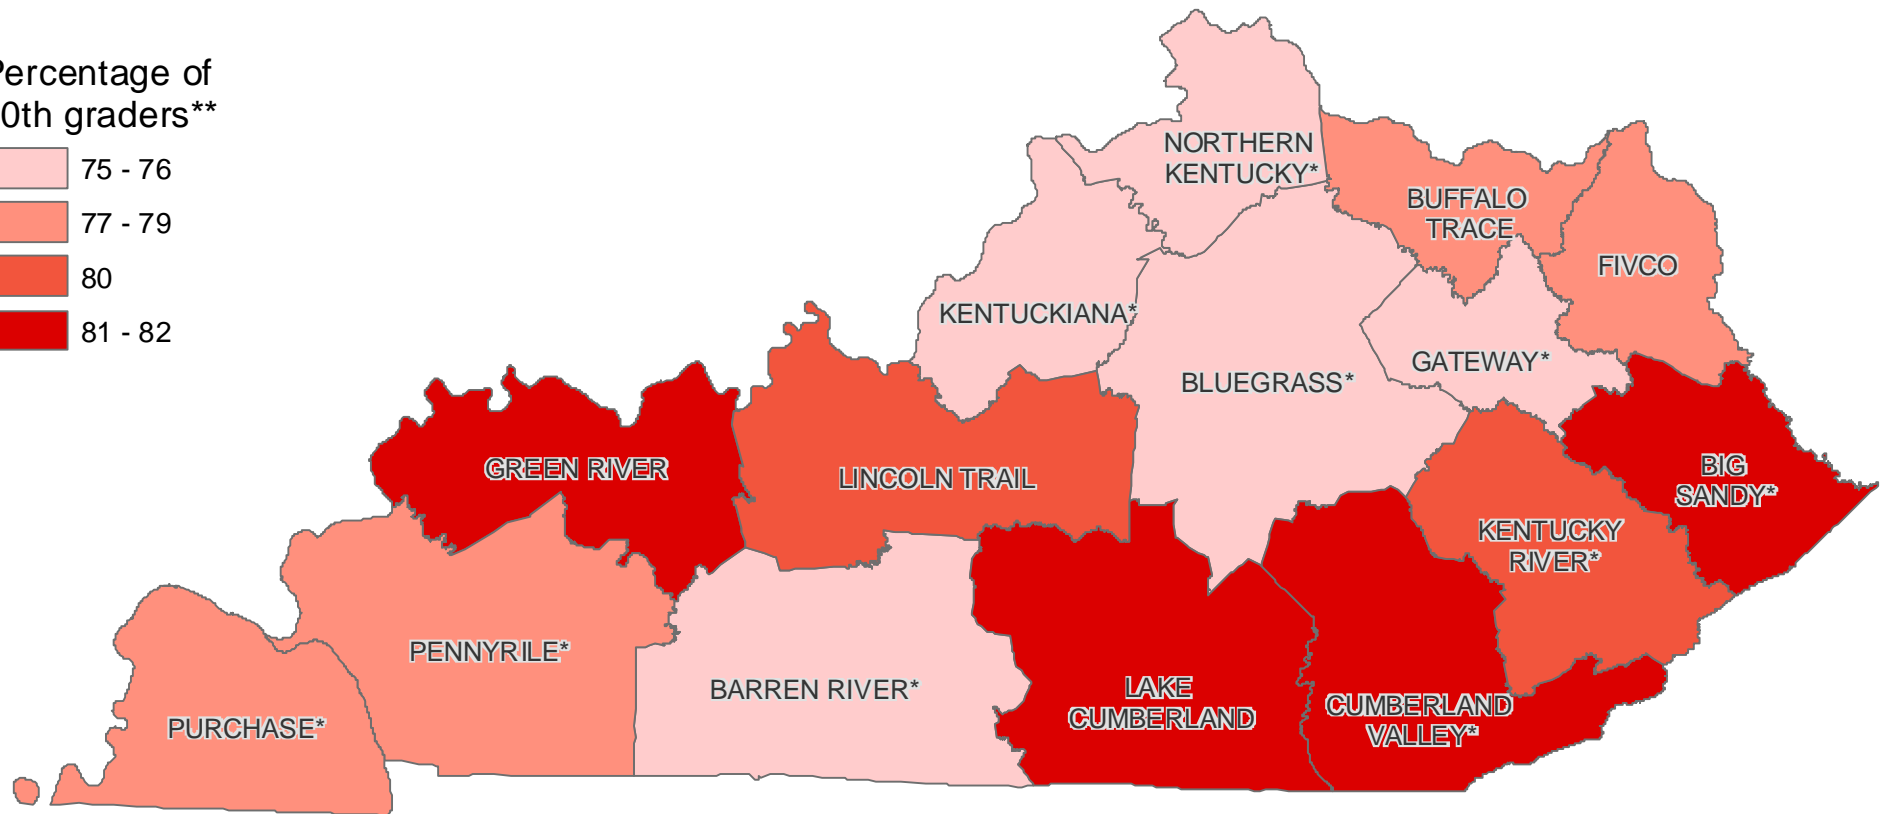 ercentage of
0th graders**
75 - 76
77 - 79
80
81 - 82
NORTHERN
KENTUCKY*
BUFFALO
TRACE
FIVCO
KENTUCKIANA*
GATEWAY*
BLUEGRASS*
GREEN RIVER
LINCOLN TRAIL
BIG
SANDY*
KENTUCKY
RIVER*
PENNYRILE*
BARREN RIVER*
LAKE
CUMBERLAND
CUMBERLAND
VALLEY*
PURCHASE*